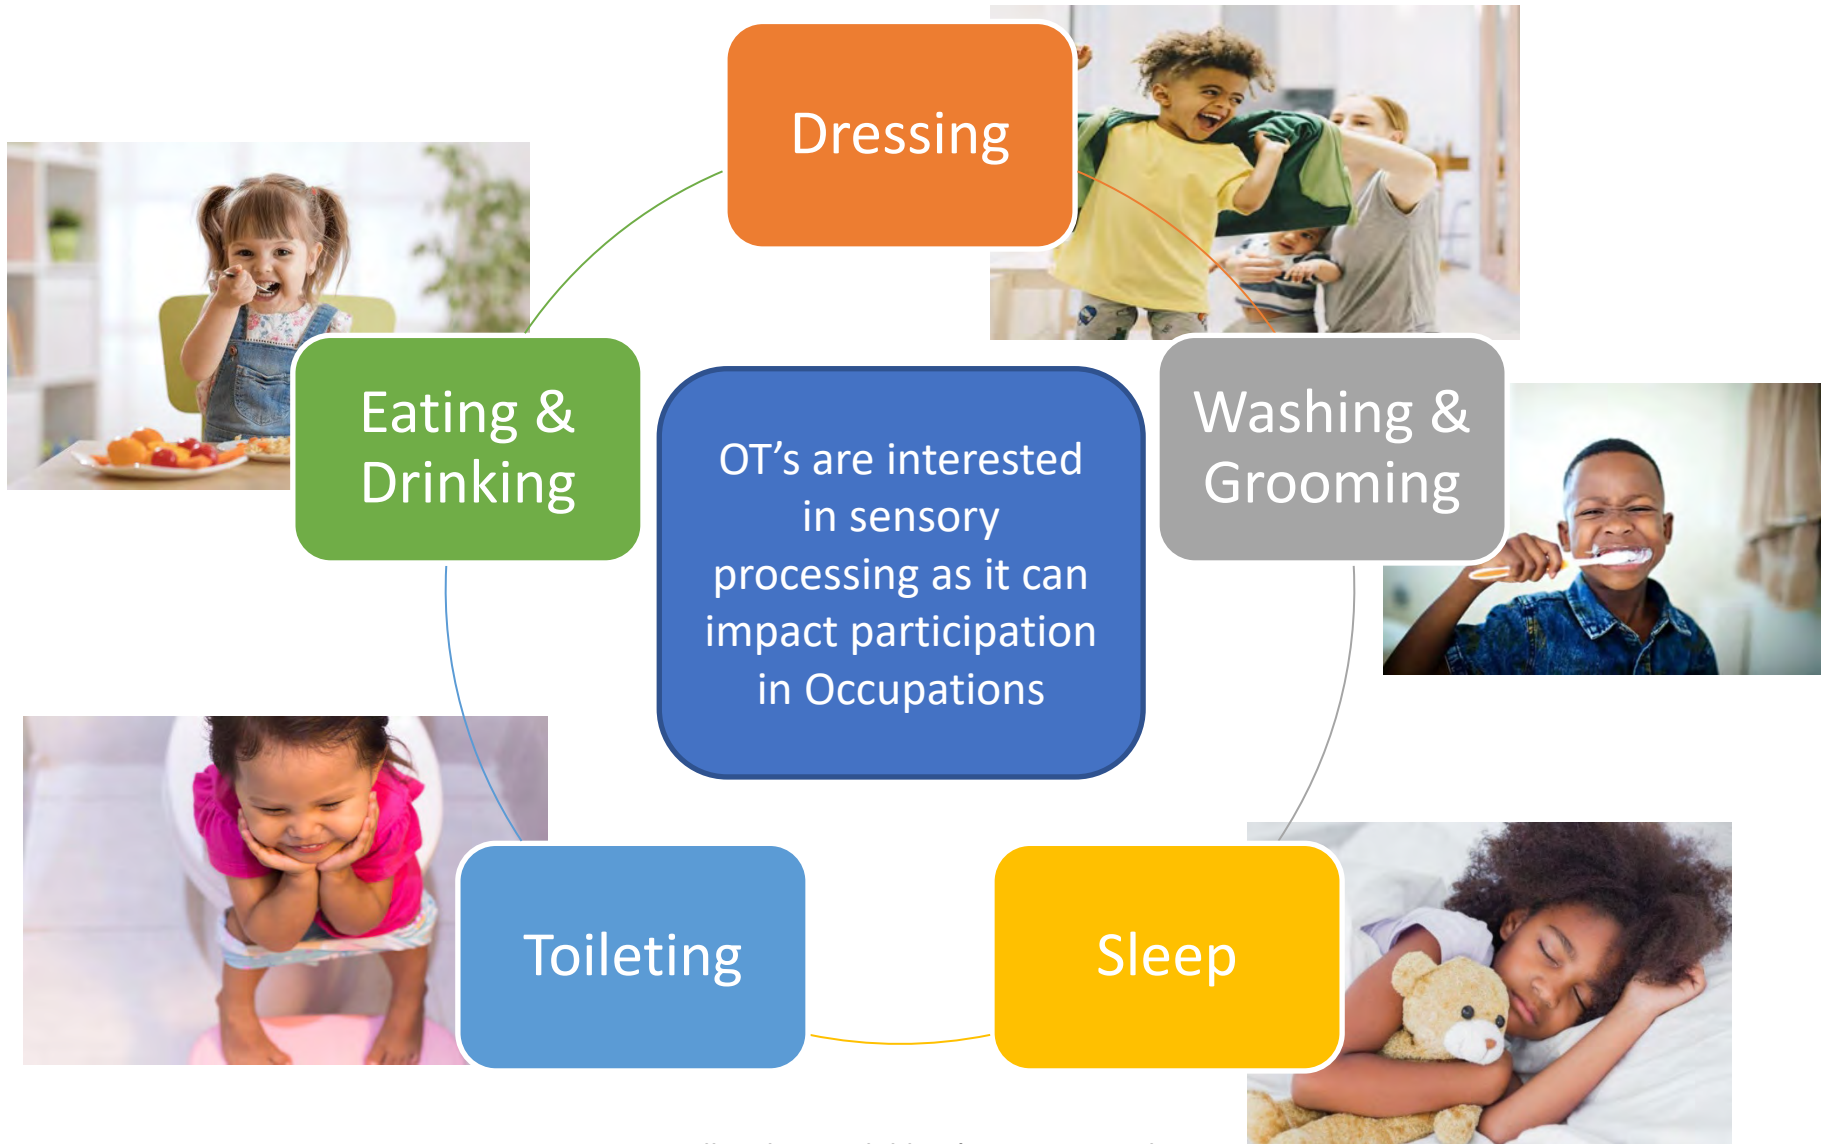 Dressing
Eating &
Drinking
Washing &
Grooming
OT’s are interested
in sensory
processing as it can
impact participation
in Occupations
Toileting
Sleep